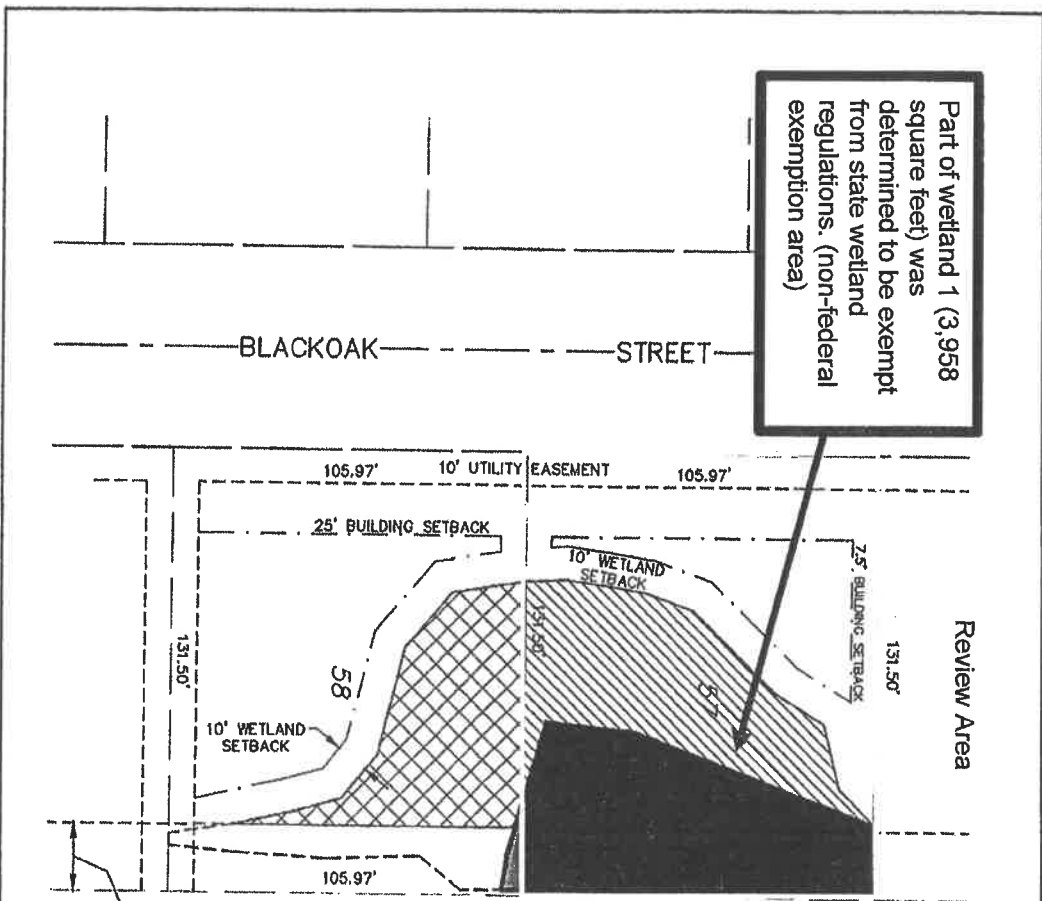 Part of wetland 1 (3,958
square feet) was
determined to be exempt
from state wetland
regulations. (non-federal
exemption area)
Review Area
BLACKOAK STREET
105.97' 10' UTILITY EASEMENT 105.97'
25' BUILDING SETBACK
10' WETLAND
SETBACK
7.5' BUILDING SETBACK
131.50'
131.50'
131.50'
57
58
10' WETLAND
SETBACK
105.97'